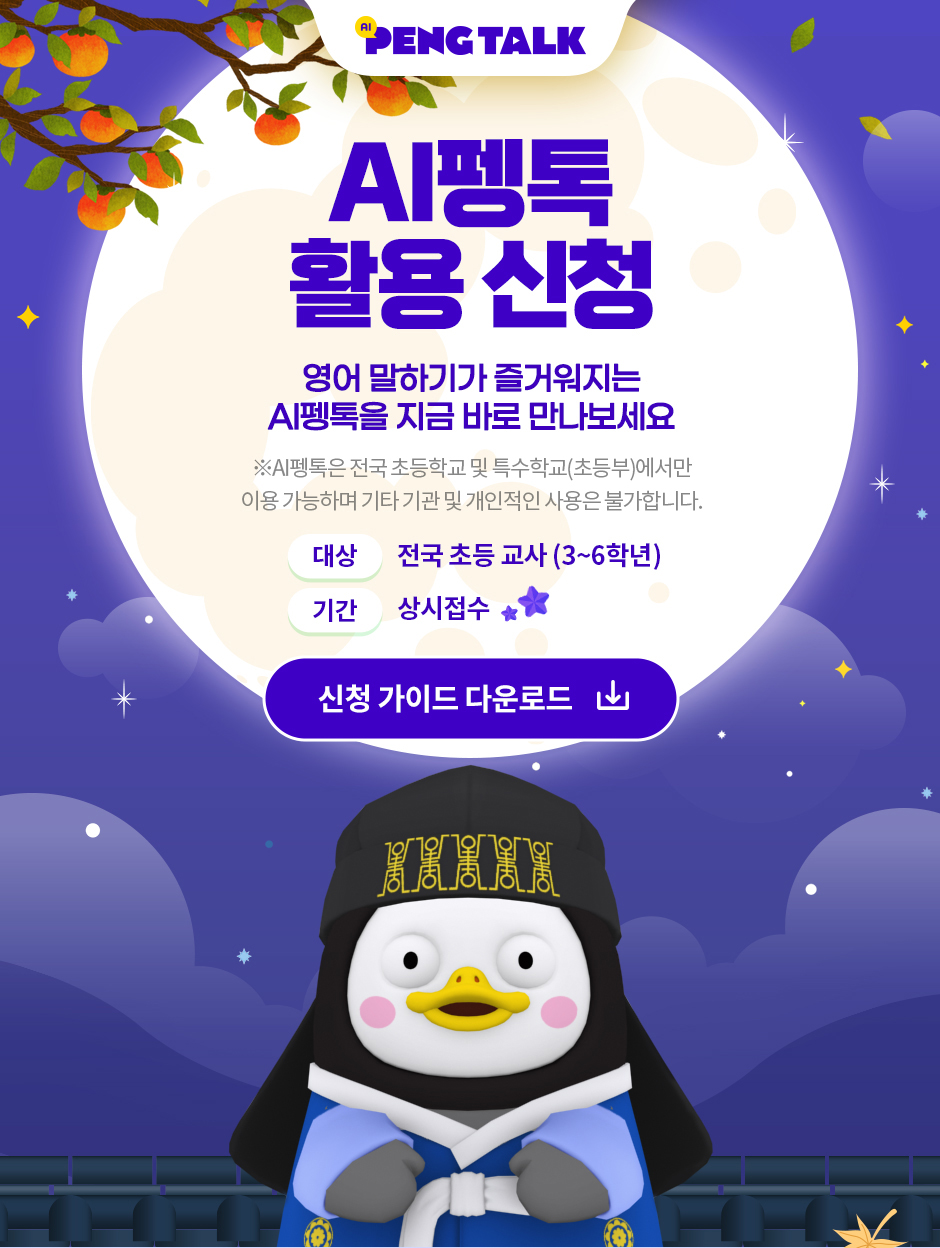 AI
PENGTALK
AI펭톡
활용 신청
영어 말하기가 즐거워지는
AI펭톡을 지금 바로 만나보세요
※AI펭톡은 전국 초등학교 및 특수학교(초등부)에서만
이용 가능하며 기타 기관 및 개인적인 사용은 불가합니다.
대상 전국 초등 교사 (3~6학년)
기간 상시접수
신청 가이드 다운로드